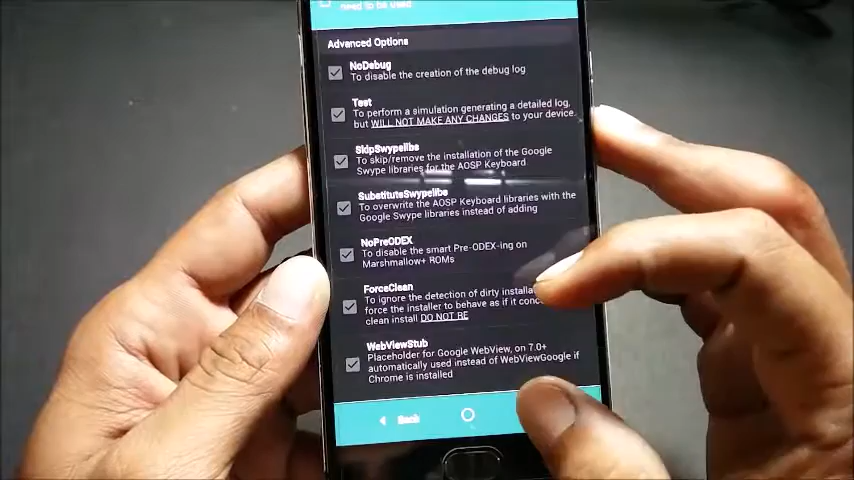 need to be used
Advanced Options
NoDebug
To disable the creation of the debug log
Test
To perform a simulation generating a detailed log,
but WILL NOT MAKE ANY CHANGES to your device
SkipSwypelibs
To skip/remove the installation of the Google
Swype libraries for the AOSP Keyboard
SubstituteSwypelibs
To overwrite the AOSP Keyboard libraries with the
Google Swype libraries instead of adding
NoPreODEX
To disable the smart Pre-ODEX-ing on
Marshmallow+ ROMs
ForceClean
To ignore the detection of dirty
force the installer to behave as if it
clean install DO NOT
WebViewStub
Placeholder for Google WebView, on 7.0+
automatically used instead of WebViewGoogle if
Chrome is installed
Back